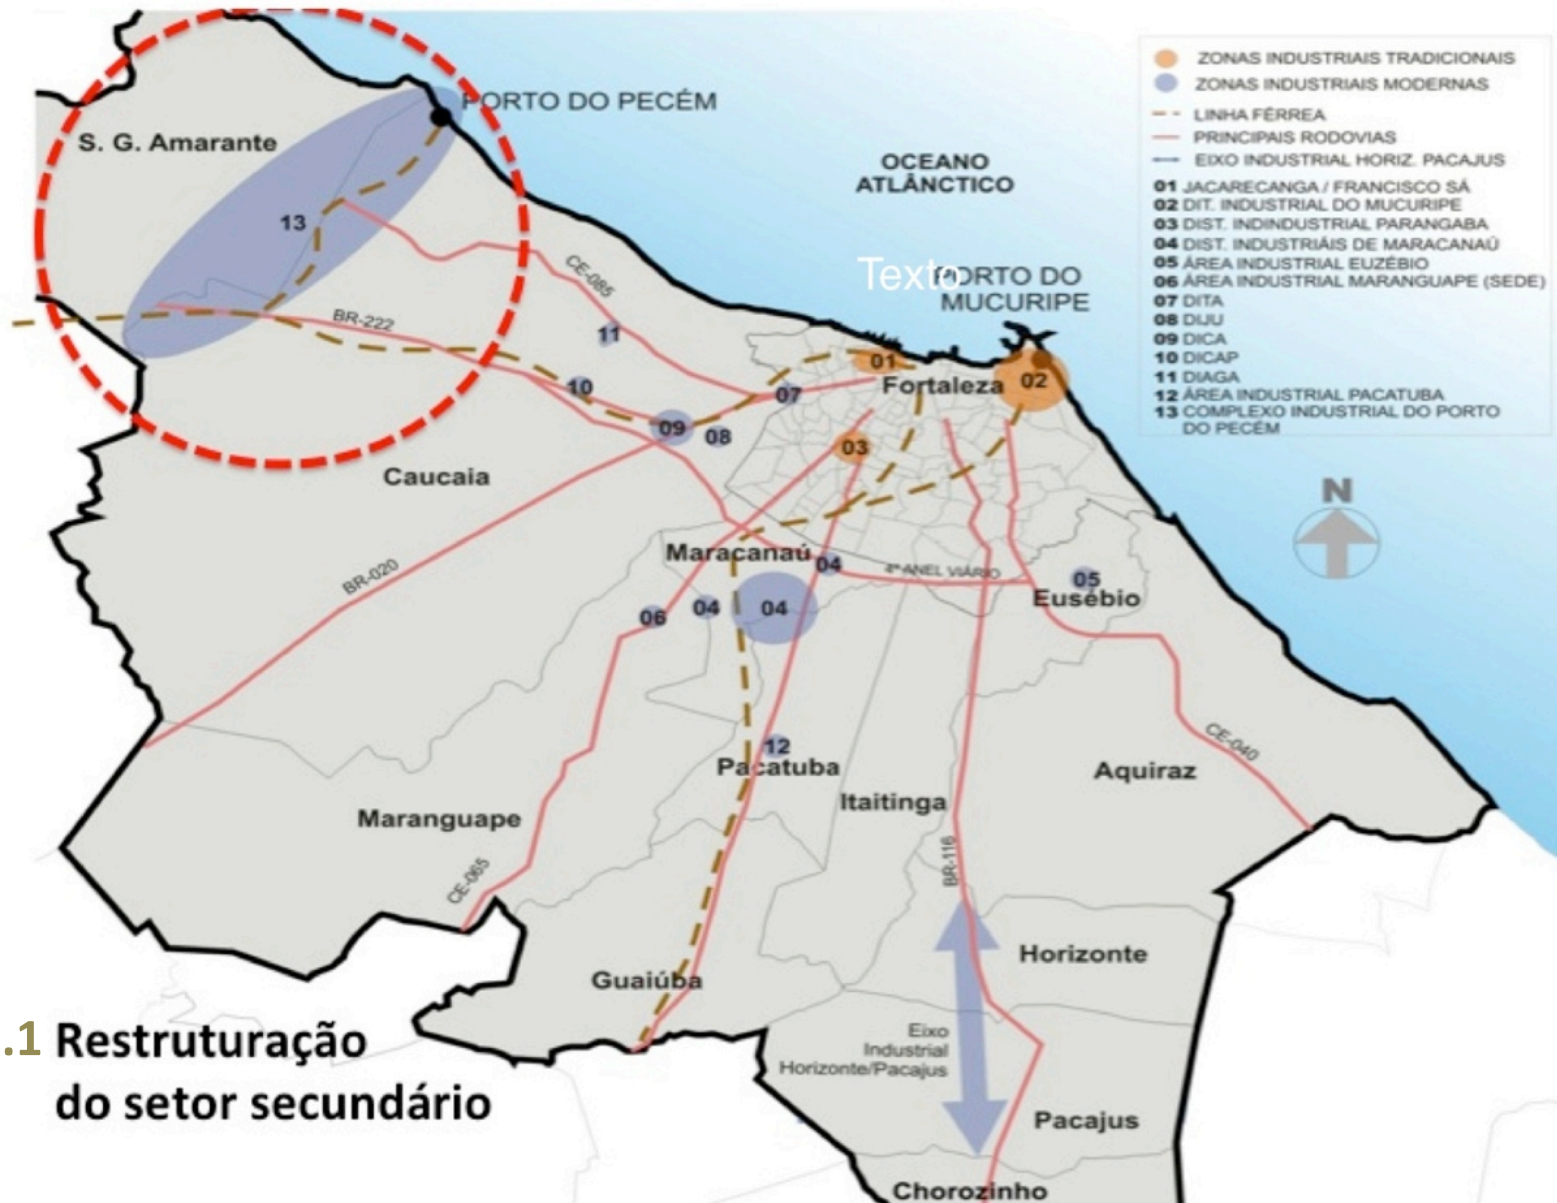 PORTO DO PECÉM
S. G. Amarante
13
OCEANO
ATLÂNCTICO
Texto
PORTO DO
MUCURIPE
ZONAS INDUSTRIAIS TRADICIONAIS
ZONAS INDUSTRIAIS MODERNAS
LINHA FÉRREA
PRINCIPAIS RODOVIAS
EIXO INDUSTRIAL HORIZ. PACAJUS
01 JACARECANGA / FRANCISCO SÁ
02 DIT. INDUSTRIAL DO MUCURIPE
03 DIST. INDINDUSTRIAL PARANGABA
04 DIST. INDUSTRIÁIS DE MARACANAÚ
05 ÁREA INDUSTRIAL EUZÉBIO
06 ÁREA INDUSTRIAL MARANGUAPE (SEDE)
07 DITA
08 DIJU
09 DICA
10 DICAP
11 DIAGA
12 ÁREA INDUSTRIAL PACATUBA
13 COMPLEXO INDUSTRIAL DO PORTO
DO PECÉM
N
CE-085
BR-222
11
10
09
08
07
01
Fortaleza
02
03
Caucaia
BR-020
Maracanaú
04
4º ANEL VIÁRIO
05
Eusébio
06
04
04
12
Pacatuba
Itaitinga
Aquiraz
CE-040
Maranguape
CE-065
BR-116
Guaiúba
Horizonte
Eixo
Industrial
Horizonte/Pacajus
Pacajus
Chorozinho
.1 Restruturação
do setor secundário